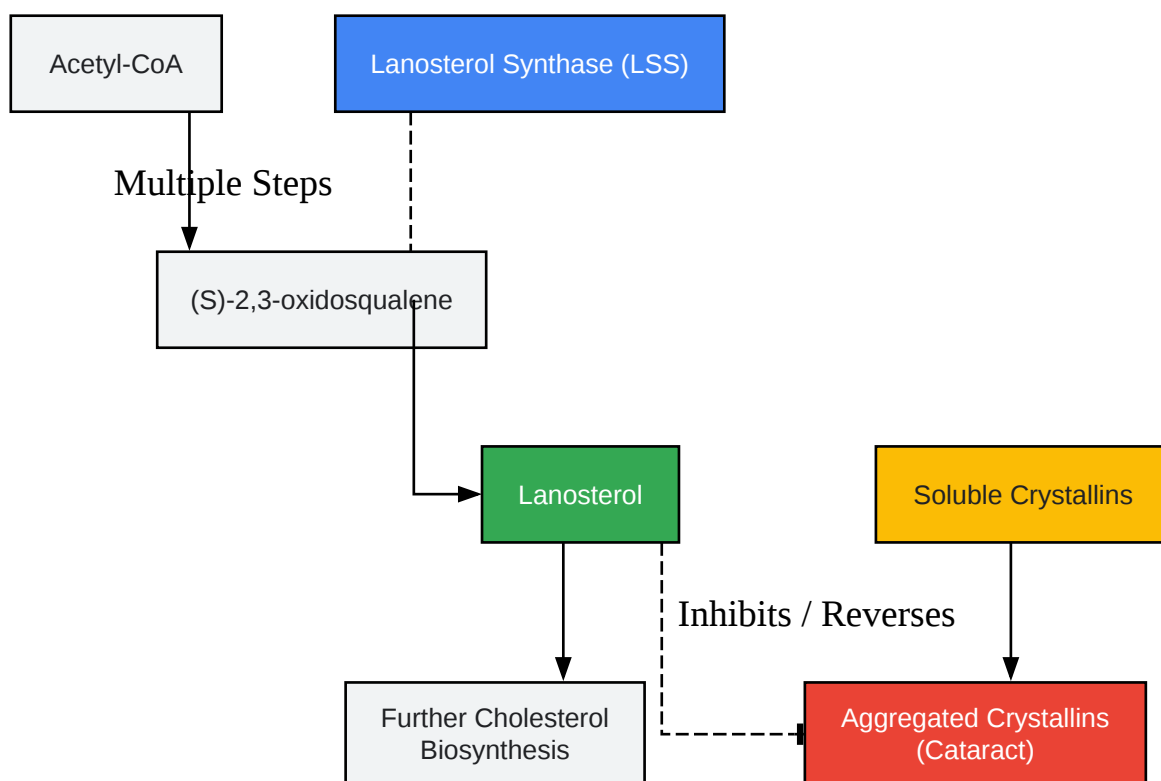 Acetyl-CoA
Lanosterol Synthase (LSS)
Multiple Steps
(S)-2,3-oxidosqualene
Lanosterol
Soluble Crystallins
Inhibits / Reverses
Further Cholesterol
Biosynthesis
Aggregated Crystallins
(Cataract)